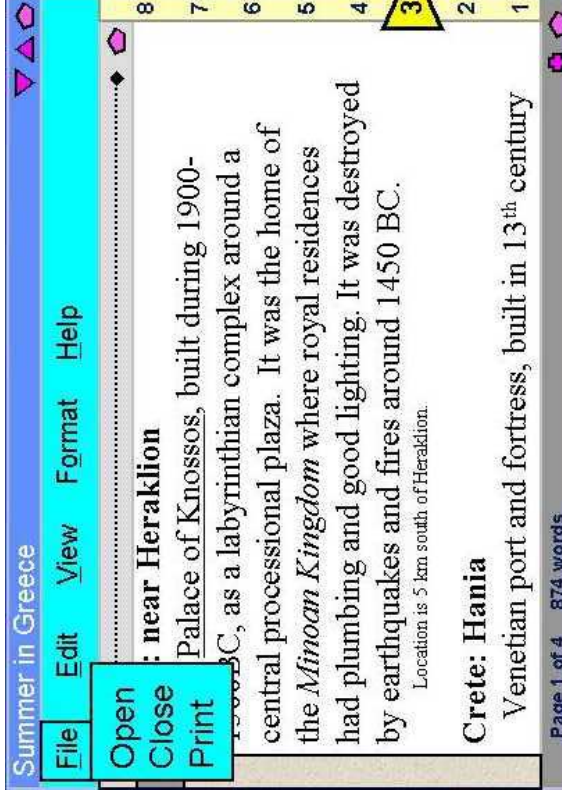 Summer in Greece
File Edit View Format Help
Open
Close
Print
: near Heraklion
Palace of Knossos, built during 1900-
BC, as a labyrinthian complex around a
central processional plaza. It was the home of
the Minoan Kingdom where royal residences
had plumbing and good lighting. It was destroyed
by earthquakes and fires around 1450 BC.
Location is 5 km south of Heraklion.
Crete: Hania
Venetian port and fortress, built in 13th century
Page 1 of 4 874 words
8
7
6
5
4
3
2
1